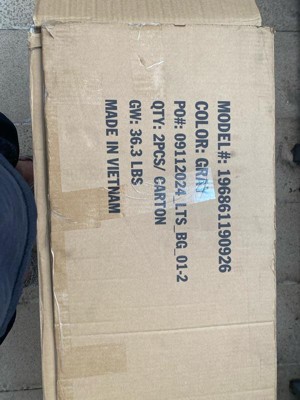 MODEL#: 196861190926
COLOR: GRAY
PO#: 09112024_LTS_BG_01-2
QTY: 2PCS/ CARTON
GW: 36.3 LBS
MADE IN VIETNAM